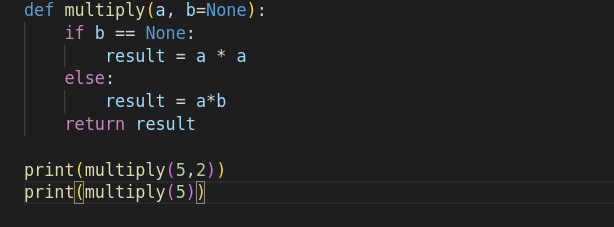 def multiply(a, b=None):
    if b == None:
        result = a * a
    else:
        result = a*b
    return result

print(multiply(5,2))
print(multiply(5))